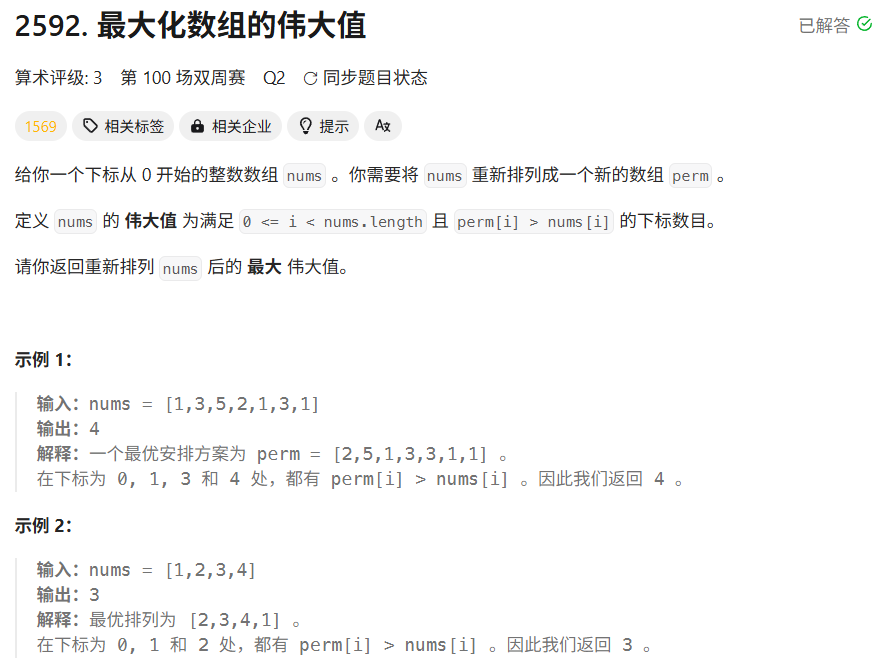 2592. 最大化数组的伟大值
已解答
算术评级: 3 第 100 场双周赛 Q2 同步题目状态
1569 相关标签 相关企业 提示 Az
给你一个下标从 0 开始的整数数组 nums 。你需要将 nums 重新排列成一个新的数组 perm 。
定义 nums 的 伟大值 为满足 0 <= i < nums.length 且 perm[i] > nums[i] 的下标数目。
请你返回重新排列 nums 后的 最大 伟大值。
示例 1：
输入：nums = [1,3,5,2,1,3,1]
输出：4
解释：一个最优安排方案为 perm = [2,5,1,3,3,1,1] 。
在下标为 0, 1, 3 和 4 处，都有 perm[i] > nums[i] 。因此我们返回 4 。
示例 2：
输入：nums = [1,2,3,4]
输出：3
解释：最优排列为 [2,3,4,1] 。
在下标为 0, 1 和 2 处，都有 perm[i] > nums[i] 。因此我们返回 3 。